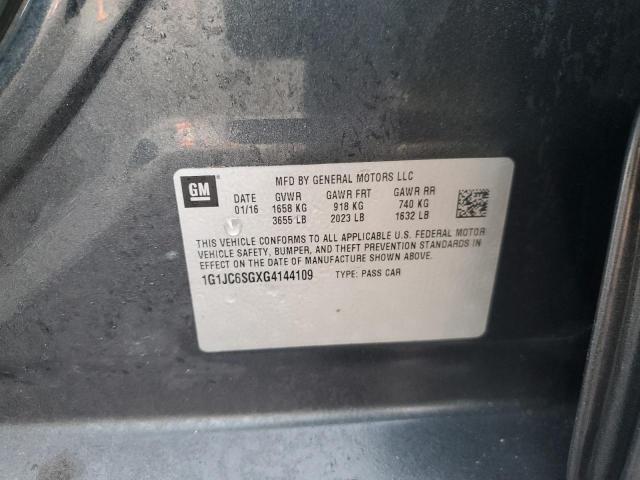 GM
MFD BY GENERAL MOTORS LLC
DATE GVWR GAWR FRT GAWR RR
01/16 1658 KG 918 KG 740 KG
3655 LB 2023 LB 1632 LB
THIS VEHICLE CONFORMS TO ALL APPLICABLE U.S. FEDERAL MOTOR
VEHICLE SAFETY, BUMPER, AND THEFT PREVENTION STANDARDS IN
EFFECT ON THE DATE OF MANUFACTURE SHOWN ABOVE.
1G1JC6SGXG4144109 TYPE: PASS CAR